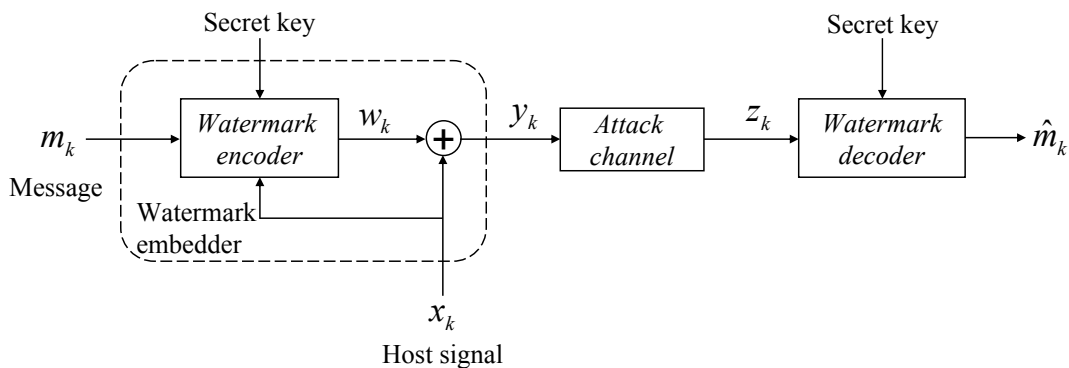 Secret key
Secret key
m_k
Watermark
encoder
w_k
+
y_k
Attack
channel
z_k
Watermark
decoder
m̂_k
Message
Watermark
embedder
x_k
Host signal